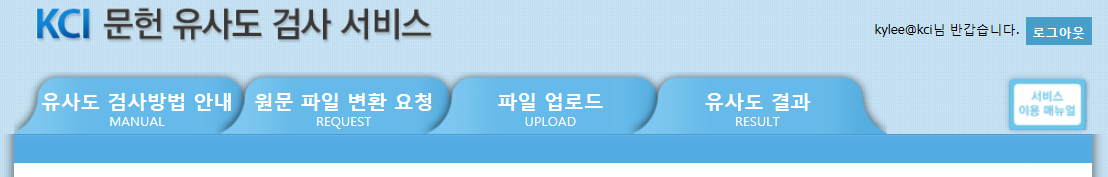 KCI 문헌 유사도 검사 서비스
kylee@kci님 반갑습니다. 로그아웃
유사도 검사방법 안내
MANUAL
원문 파일 변환 요청
REQUEST
파일 업로드
UPLOAD
유사도 결과
RESULT
서비스
이용 매뉴얼